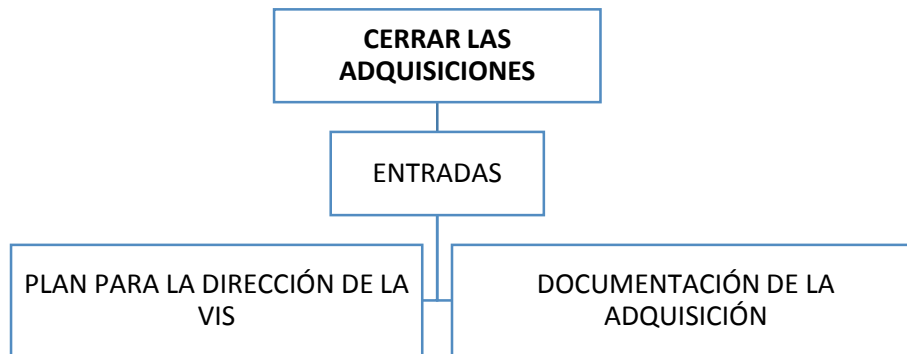 CERRAR LAS
ADQUISICIONES
ENTRADAS
PLAN PARA LA DIRECCIÓN DE LA
VIS
DOCUMENTACIÓN DE LA
ADQUISICIÓN